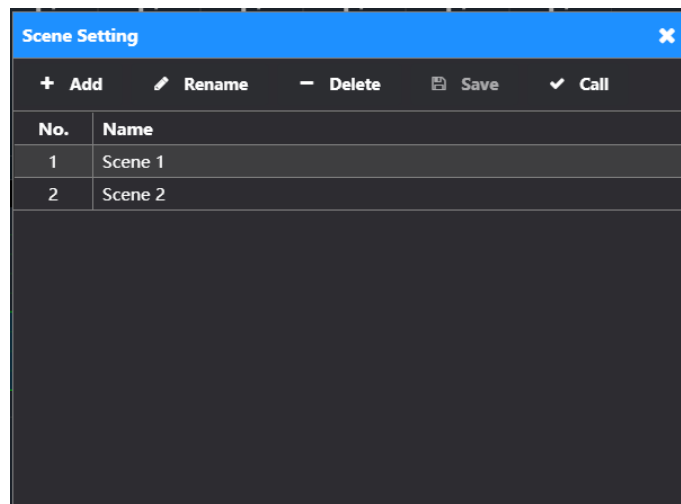 Scene Setting
Add Rename Delete Save Call
No. Name
1 Scene 1
2 Scene 2